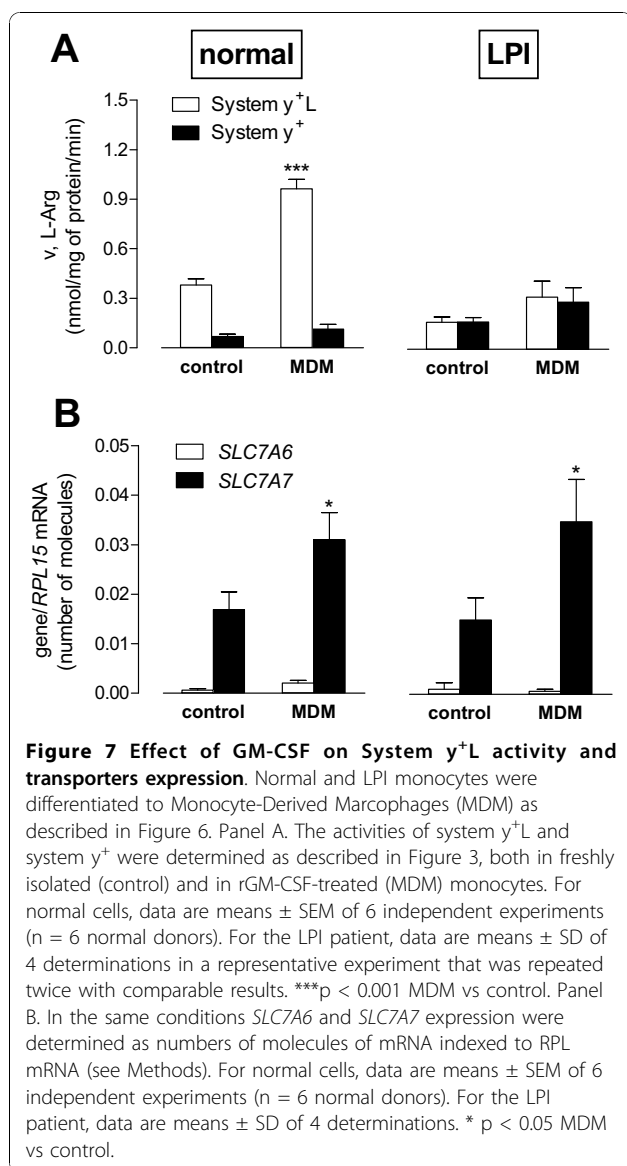 A
normal
LPI
1.5
System y+L
System y+
1.2
***
0.9
0.6
0.3
0.0
v, L-Arg
(nmol/mg of protein/min)
control
MDM
control
MDM
B
0.05
SLC7A6
SLC7A7
0.04
*
*
0.03
0.02
0.01
0.00
gene/RPL15 mRNA
(number of molecules)
control
MDM
control
MDM
Figure 7 Effect of GM-CSF on System y+L activity and
transporters expression. Normal and LPI monocytes were
differentiated to Monocyte-Derived Marcophages (MDM) as
described in Figure 6. Panel A. The activities of system y+L and
system y+ were determined as described in Figure 3, both in freshly
isolated (control) and in rGM-CSF-treated (MDM) monocytes. For
normal cells, data are means ± SEM of 6 independent experiments
(n = 6 normal donors). For the LPI patient, data are means ± SD of
4 determinations in a representative experiment that was repeated
twice with comparable results. ***p < 0.001 MDM vs control. Panel
B. In the same conditions SLC7A6 and SLC7A7 expression were
determined as numbers of molecules of mRNA indexed to RPL
mRNA (see Methods). For normal cells, data are means ± SEM of 6
independent experiments (n = 6 normal donors). For the LPI
patient, data are means ± SD of 4 determinations. * p < 0.05 MDM
vs control.